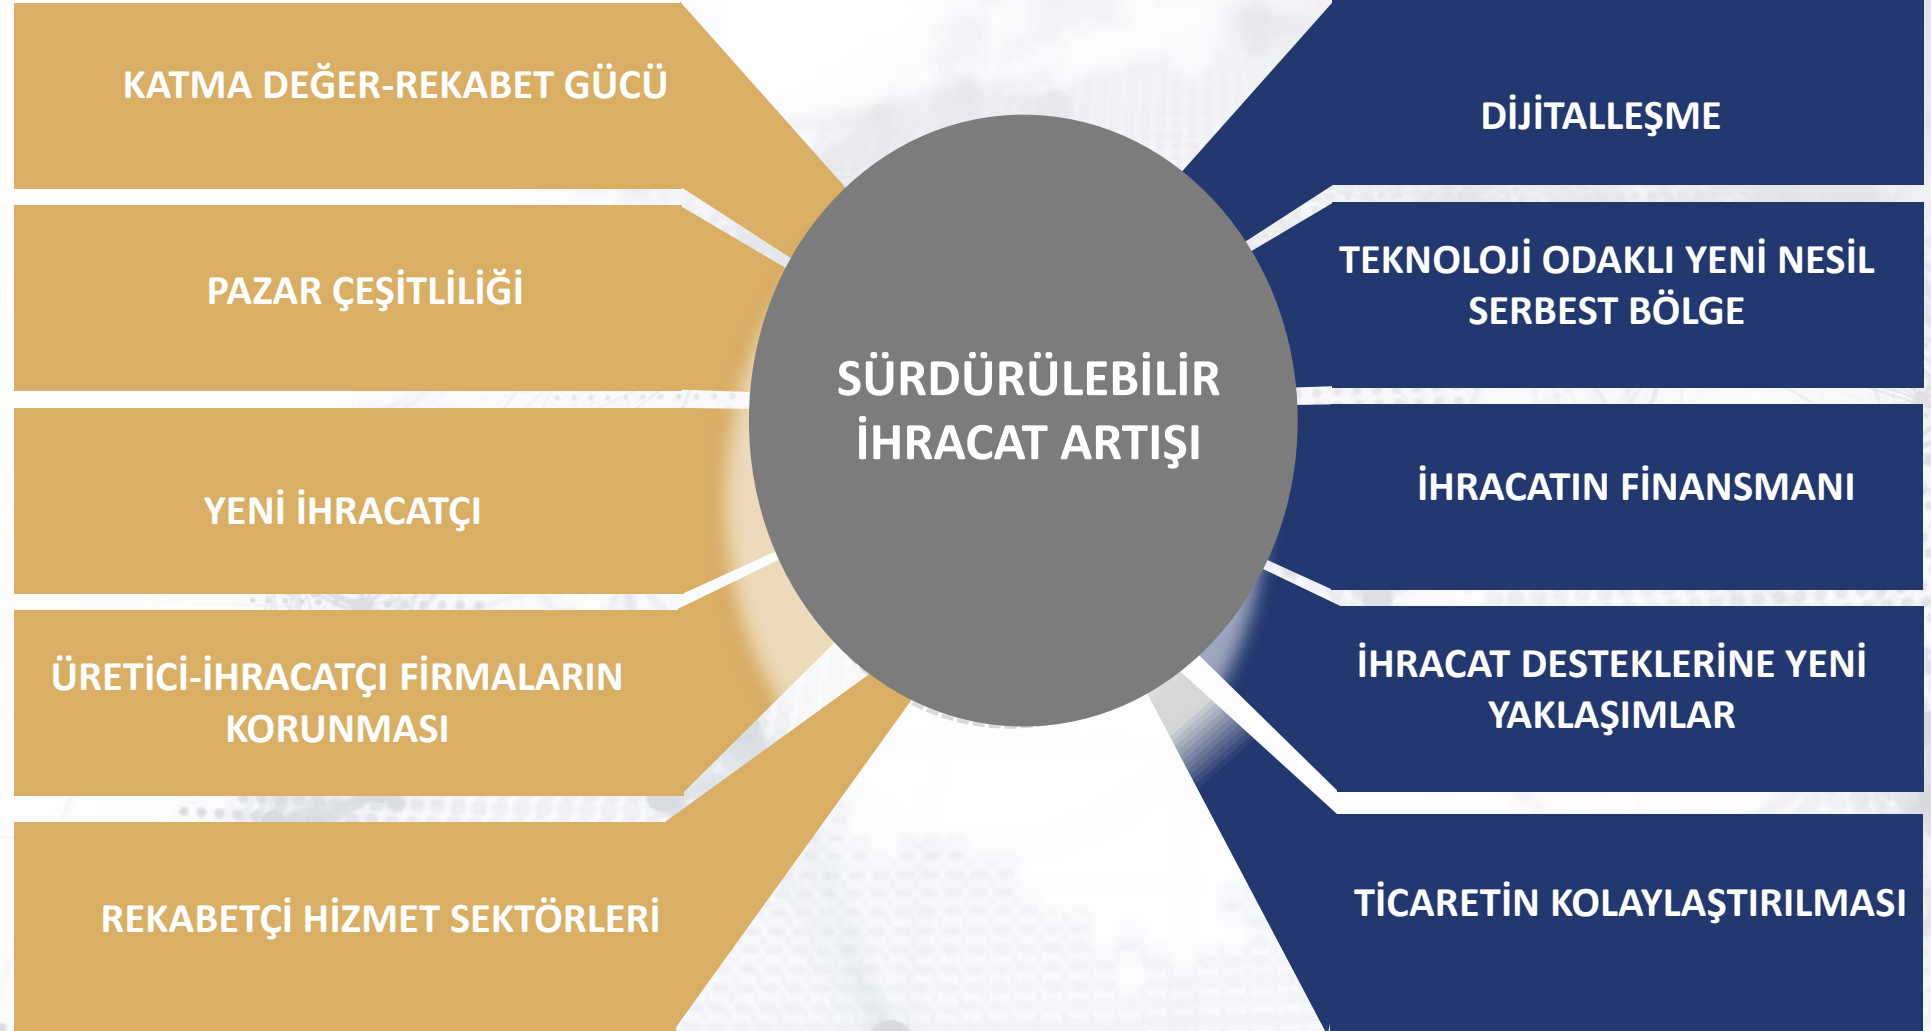 KATMA DEĞER-REKABET GÜCÜ
PAZAR ÇEŞİTLİLİĞİ
YENİ İHRACATÇI
ÜRETİCİ-İHRACATÇI FİRMALARIN
KORUNMASI
REKABETÇİ HİZMET SEKTÖRLERİ
SÜRDÜRÜLEBİLİR
İHRACAT ARTIŞI
DİJİTALLEŞME
TEKNOLOJİ ODAKLI YENİ NESİL
SERBEST BÖLGE
İHRACATIN FİNANSMANI
İHRACAT DESTEKLERİNE YENİ
YAKLAŞIMLAR
TİCARETİN KOLAYLAŞTIRILMASI